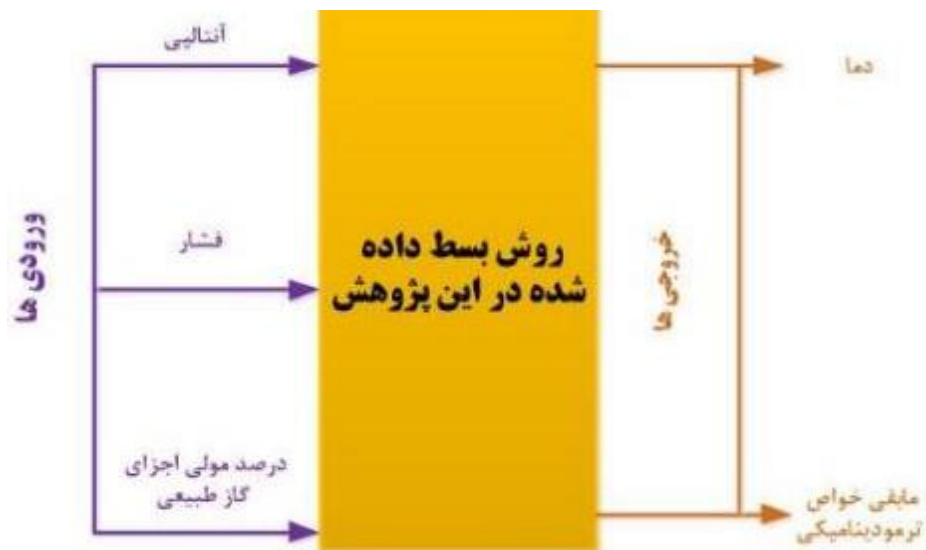 آنتالپی
دما
ورودی ها
فشار
روش بسط داده
شده در این پژوهش
خروجی ها
درصد مولی اجزای
گاز طبیعی
مابقی خواص
ترمودینامیکی